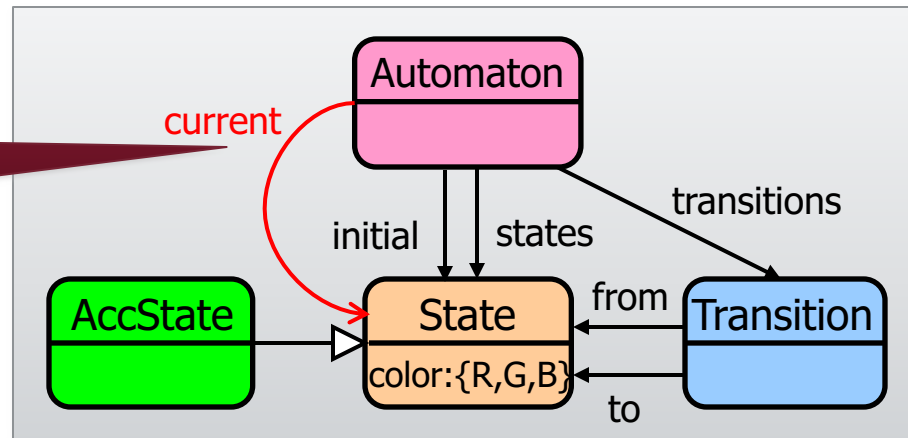 Automaton
current
transitions
initial
states
AccState
State
from
Transition
color:{R,G,B}
to